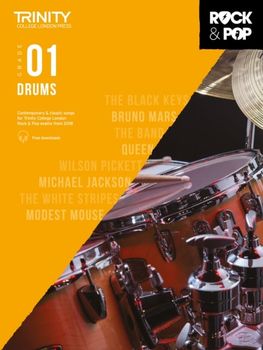 TRINITY
COLLEGE LONDON PRESS
ROCK
& POP
GRADE
01
DRUMS
Contemporary & classic songs
for Trinity College London
Rock & Pop exams from 2018
Free downloads
THE BLACK KEYS
BRUNO MARS
THE BAND
QUEEN
WILSON PICKETT
MICHAEL JACKSON
THE WHITE STRIPES
MODEST MOUSE